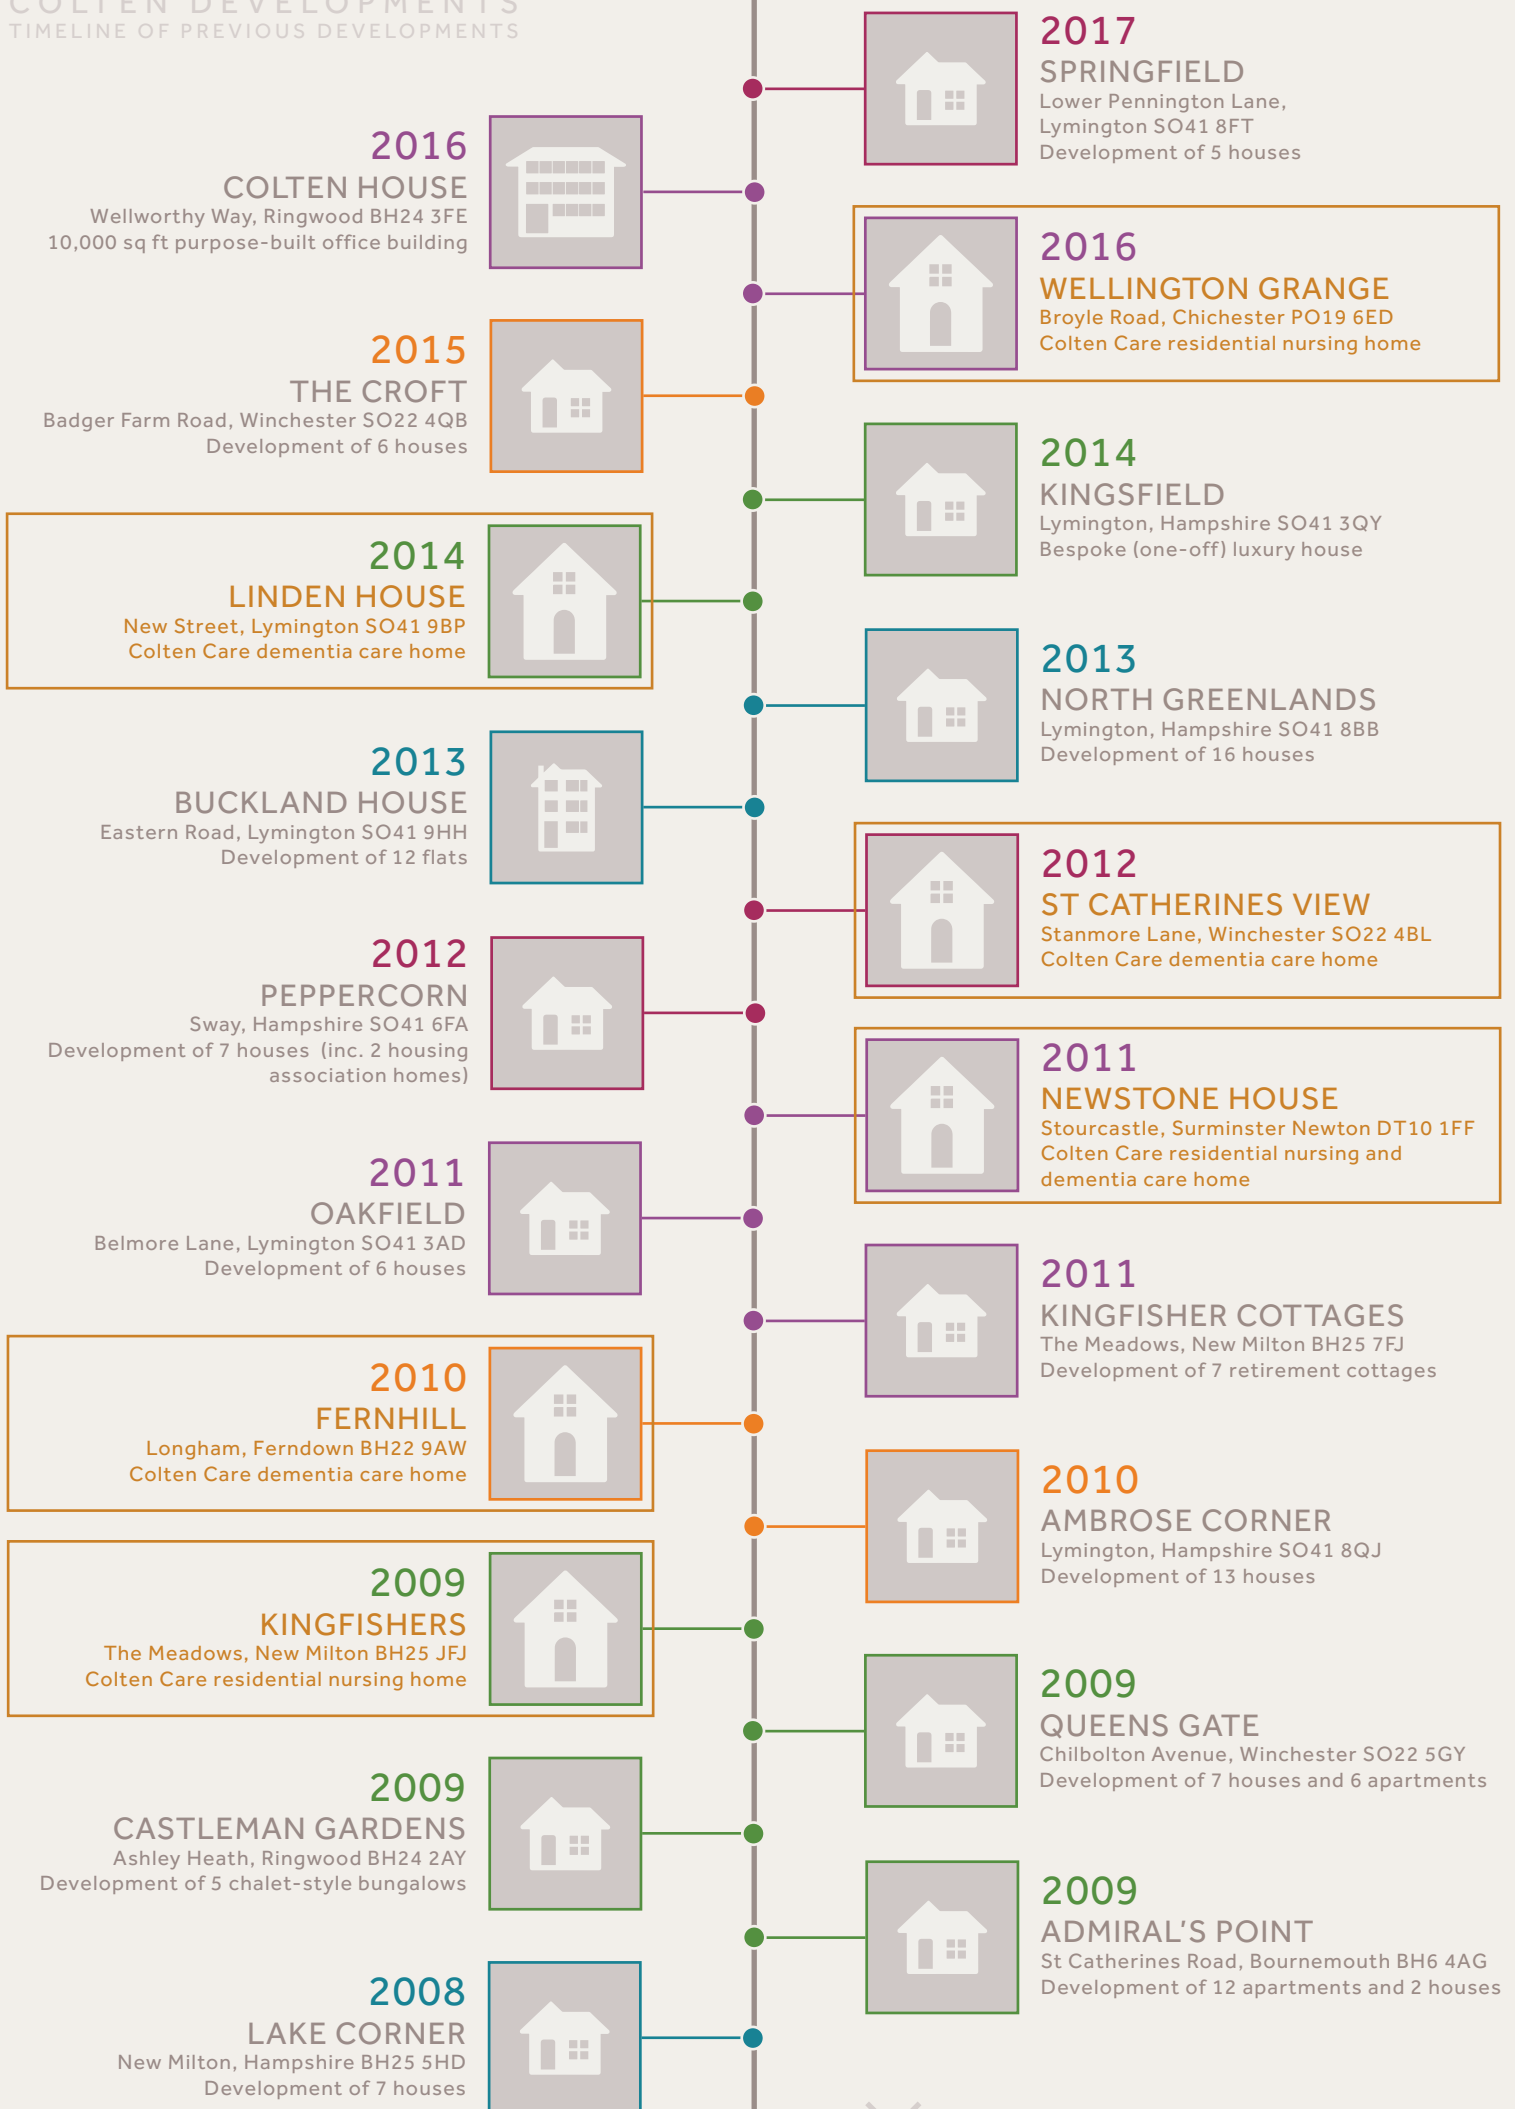 COLTEN DEVELOPMENTS
TIMELINE OF PREVIOUS DEVELOPMENTS
2017
SPRINGFIELD
Lower Pennington Lane,
Lymington SO41 8FT
Development of 5 houses
2016
COLTEN HOUSE
Wellworthy Way, Ringwood BH24 3FE
10,000 sq ft purpose-built office building
2016
WELLINGTON GRANGE
Broyle Road, Chichester PO19 6ED
Colten Care residential nursing home
2015
THE CROFT
Badger Farm Road, Winchester SO22 4QB
Development of 6 houses
2014
KINGSFIELD
Lymington, Hampshire SO41 3QY
Bespoke (one-off) luxury house
2014
LINDEN HOUSE
New Street, Lymington SO41 9BP
Colten Care dementia care home
2013
NORTH GREENLANDS
Lymington, Hampshire SO41 8BB
Development of 16 houses
2013
BUCKLAND HOUSE
Eastern Road, Lymington SO41 9HH
Development of 12 flats
2012
ST CATHERINES VIEW
Stanmore Lane, Winchester SO22 4BL
Colten Care dementia care home
2012
PEPPERCORN
Sway, Hampshire SO41 6FA
Development of 7 houses (inc. 2 housing
association homes)
2011
NEWSTONE HOUSE
Stourcastle, Surminster Newton DT10 1FF
Colten Care residential nursing and
dementia care home
2011
OAKFIELD
Belmore Lane, Lymington SO41 3AD
Development of 6 houses
2011
KINGFISHER COTTAGES
The Meadows, New Milton BH25 7FJ
Development of 7 retirement cottages
2010
FERNHILL
Longham, Ferndown BH22 9AW
Colten Care dementia care home
2010
AMBROSE CORNER
Lymington, Hampshire SO41 8QJ
Development of 13 houses
2009
KINGFISHERS
The Meadows, New Milton BH25 JFJ
Colten Care residential nursing home
2009
QUEENS GATE
Chilbolton Avenue, Winchester SO22 5GY
Development of 7 houses and 6 apartments
2009
CASTLEMAN GARDENS
Ashley Heath, Ringwood BH24 2AY
Development of 5 chalet-style bungalows
2009
ADMIRAL'S POINT
St Catherines Road, Bournemouth BH6 4AG
Development of 12 apartments and 2 houses
2008
LAKE CORNER
New Milton, Hampshire BH25 5HD
Development of 7 houses